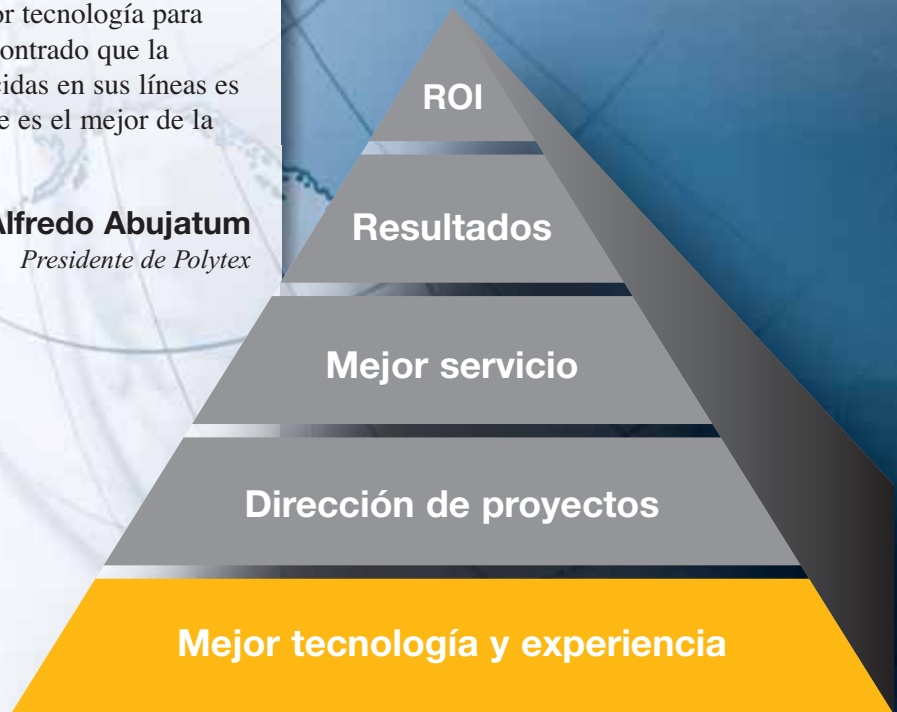 tecnología para
que la
en sus líneas es
es el mejor de la
Alfredo Abujatum
Presidente de Polytex
ROI
Resultados
Mejor servicio
Dirección de proyectos
Mejor tecnología y experiencia